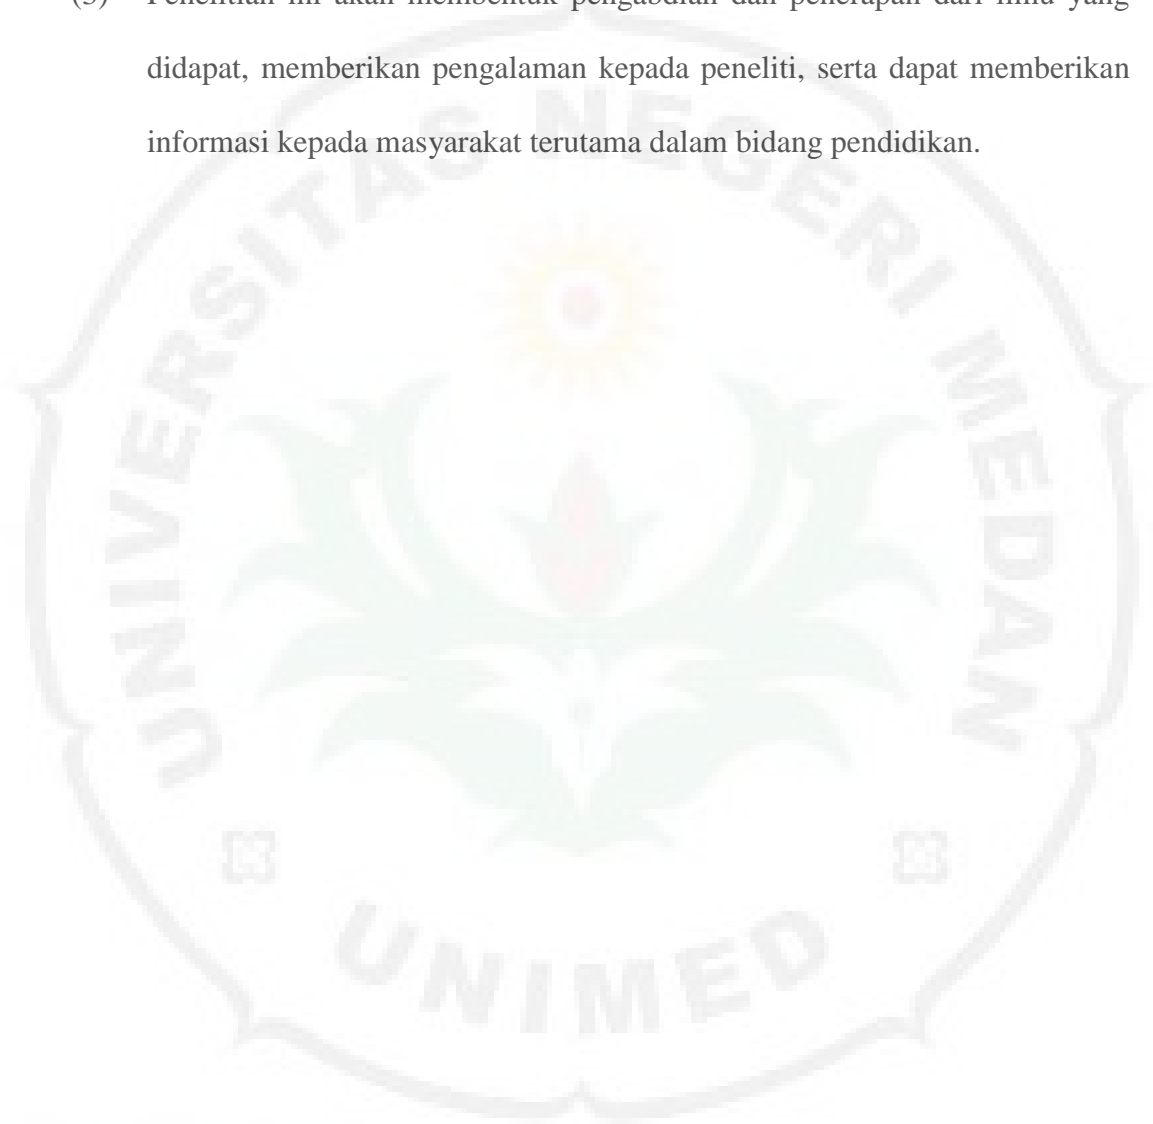 (3) Penelitian ini akan membentuk pengabdian dan penerapan dari ilmu yang
didapat, memberikan pengalaman kepada peneliti, serta dapat memberikan
informasi kepada masyarakat terutama dalam bidang pendidikan.
UNIVERSITAS NEGERI MEDAN
UNIMED